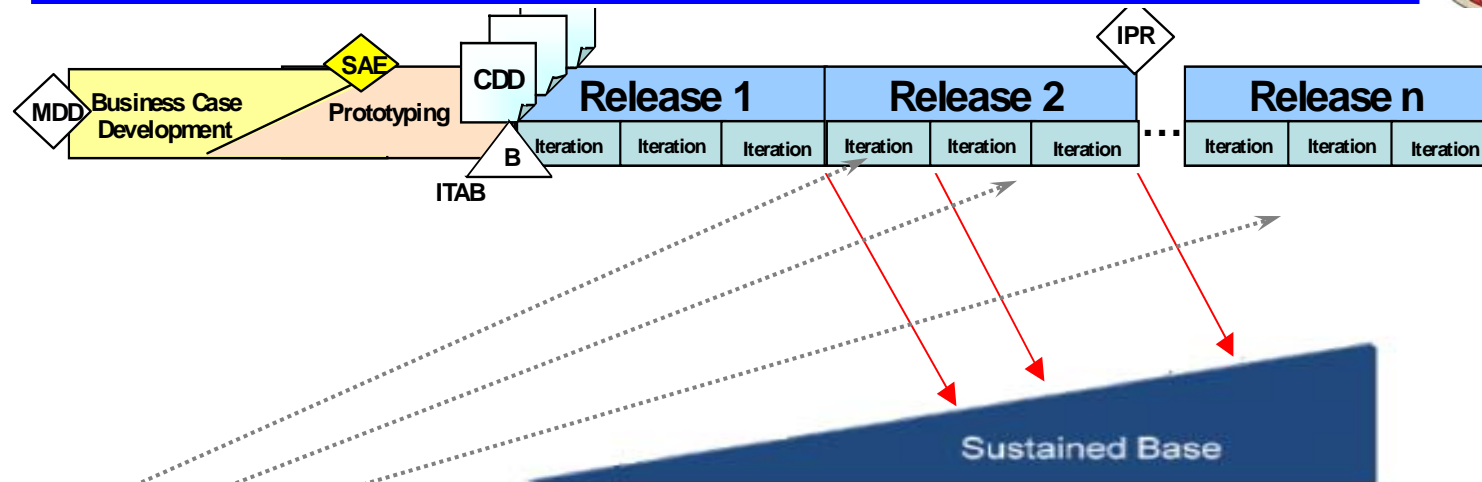 IPR
SAE
CDD
MDD
Business Case
Development
Prototyping
Release 1
Release 2
...
Release n
B
Iteration
Iteration
Iteration
Iteration
Iteration
Iteration
Iteration
Iteration
Iteration
ITAB
Sustained Base